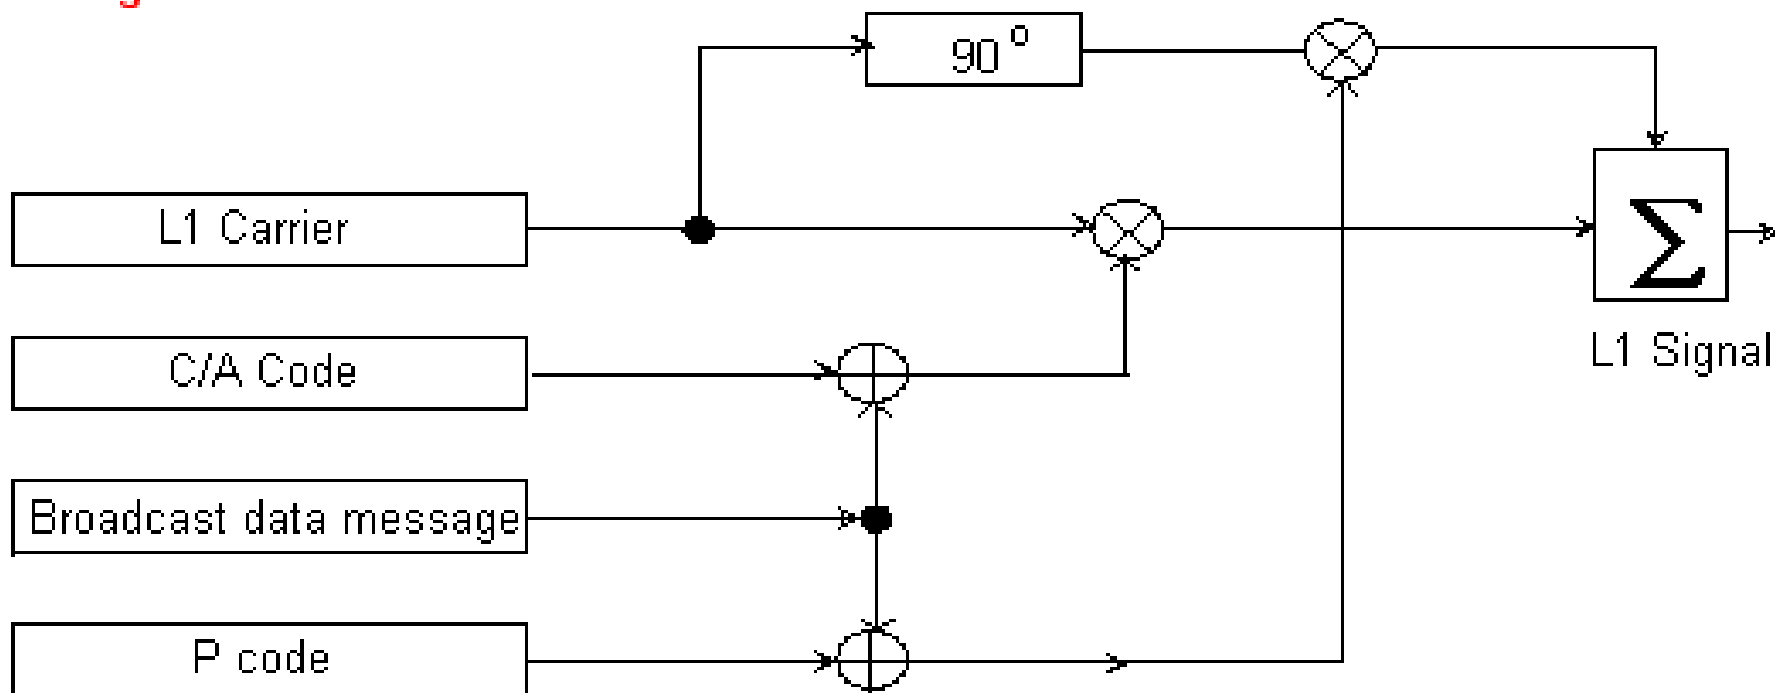 90°
L1 Carrier
Σ
C/A Code
L1 Signal
Broadcast data message
P code